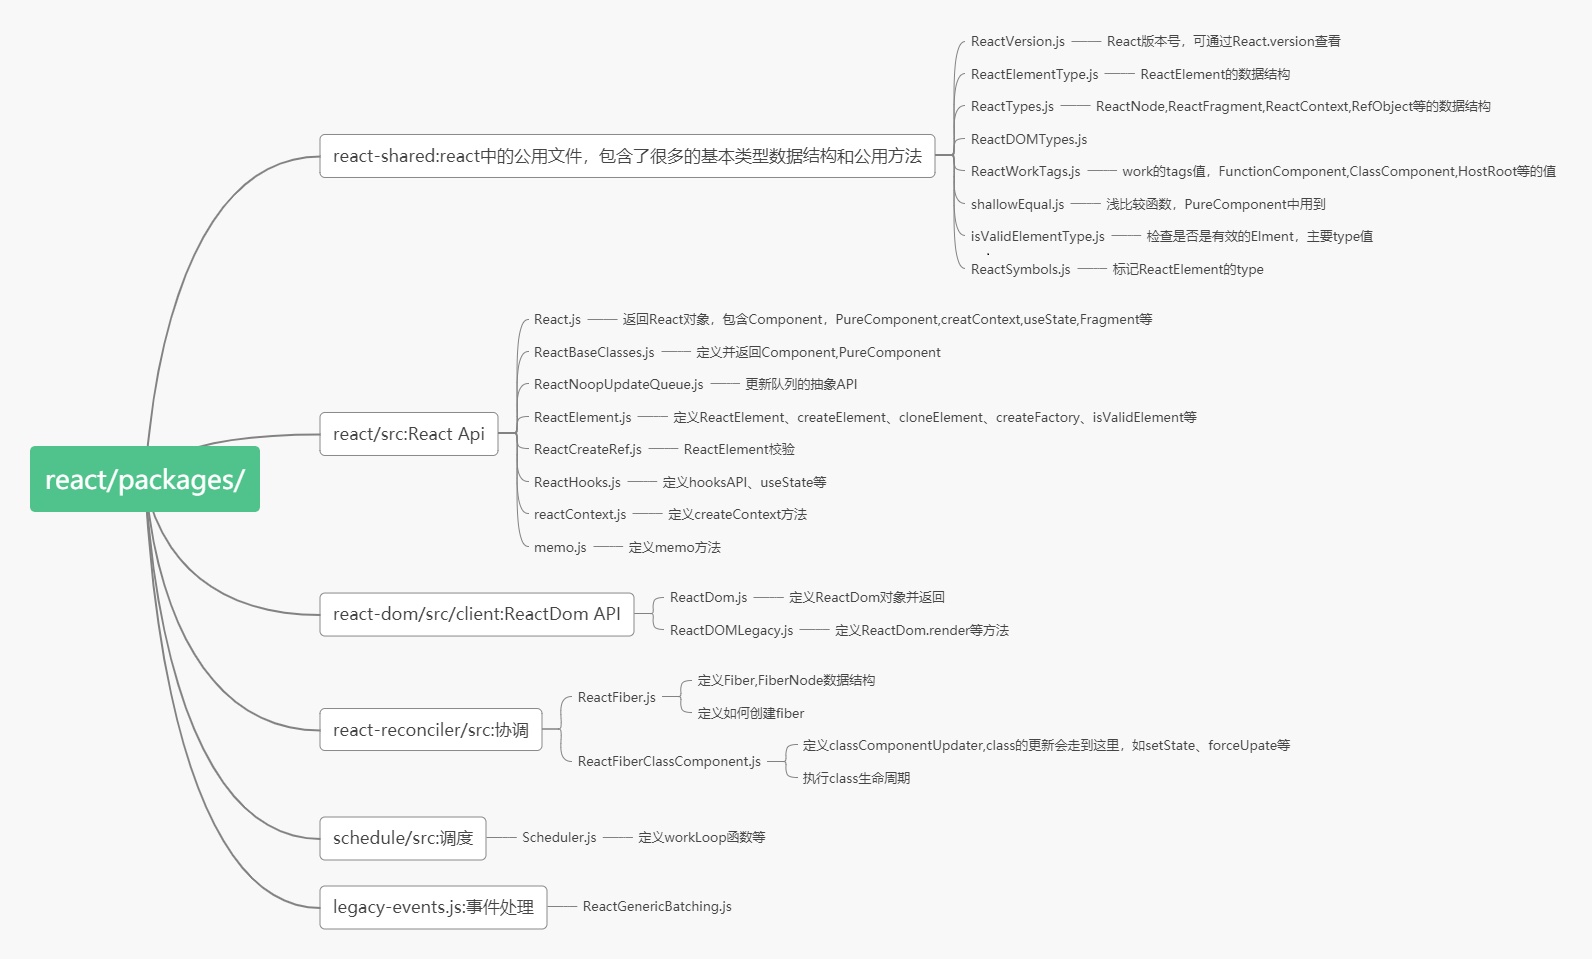 react/packages/
react-shared:react中的公用文件，包含了很多的基本类型数据结构和公用方法
ReactVersion.js
React版本号，可通过React.version查看
ReactElementType.js
ReactElement的数据结构
ReactTypes.js
ReactNode,ReactFragment,ReactContext,RefObject等的数据结构
ReactDOMTypes.js
ReactWorkTags.js
work的tags值，FunctionComponent,ClassComponent,HostRoot等的值
shallowEqual.js
浅比较函数，PureComponent中用到
isValidElementType.js
检查是否是有效的Elment，主要type值
ReactSymbols.js
标记ReactElement的type
react/src:React Api
React.js
返回React对象，包含Component，PureComponent,creatContext,useState,Fragment等
ReactBaseClasses.js
定义并返回Component,PureComponent
ReactNoopUpdateQueue.js
更新队列的抽象API
ReactElement.js
定义ReactElement、createElement、cloneElement、createFactory、isValidElement等
ReactCreateRef.js
ReactElement校验
ReactHooks.js
定义hooksAPI、useState等
reactContext.js
定义createContext方法
memo.js
定义memo方法
react-dom/src/client:ReactDom API
ReactDom.js
定义ReactDom对象并返回
ReactDOMLegacy.js
定义ReactDom.render等方法
react-reconciler/src:协调
ReactFiber.js
定义Fiber,FiberNode数据结构
定义如何创建fiber
ReactFiberClassComponent.js
定义classComponentUpdater,class的更新会走到这里，如setState、forceUpate等
执行class生命周期
schedule/src:调度
Scheduler.js
定义workLoop函数等
legacy-events.js:事件处理
ReactGenericBatching.js